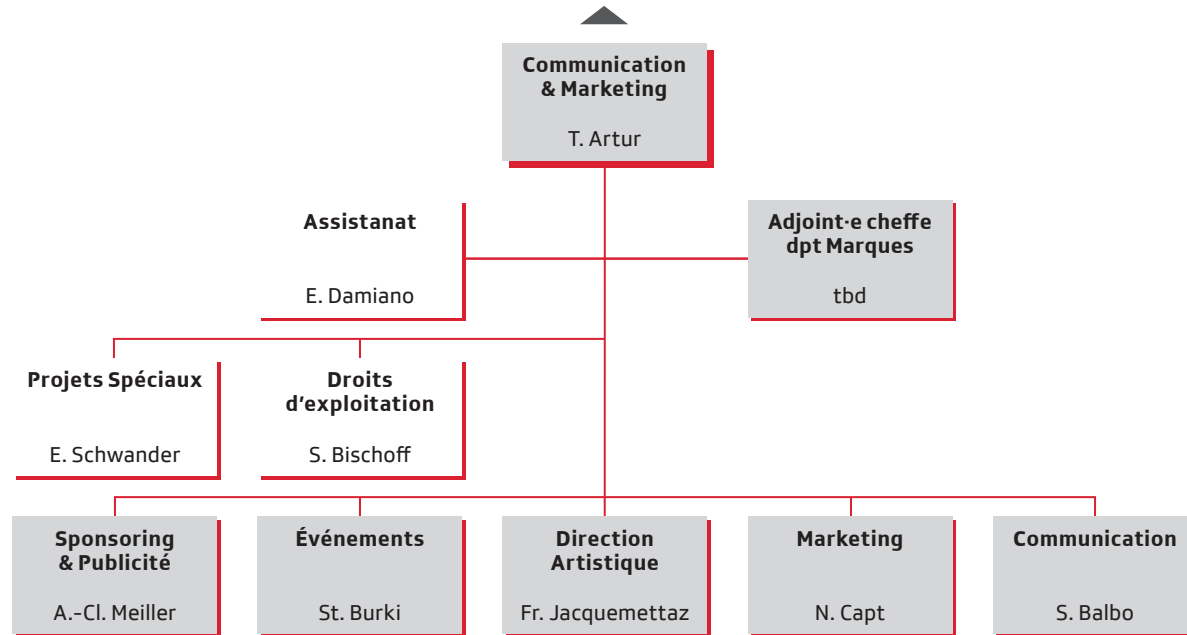 Communication
& Marketing
T. Artur
Assistanat
E. Damiano
Adjoint·e cheffe
dpt Marques
tbd
Projets Spéciaux
E. Schwander
Droits
d'exploitation
S. Bischoff
Sponsoring
& Publicité
A.-Cl. Meiller
Événements
St. Burki
Direction
Artistique
Fr. Jacquemettaz
Marketing
N. Capt
Communication
S. Balbo